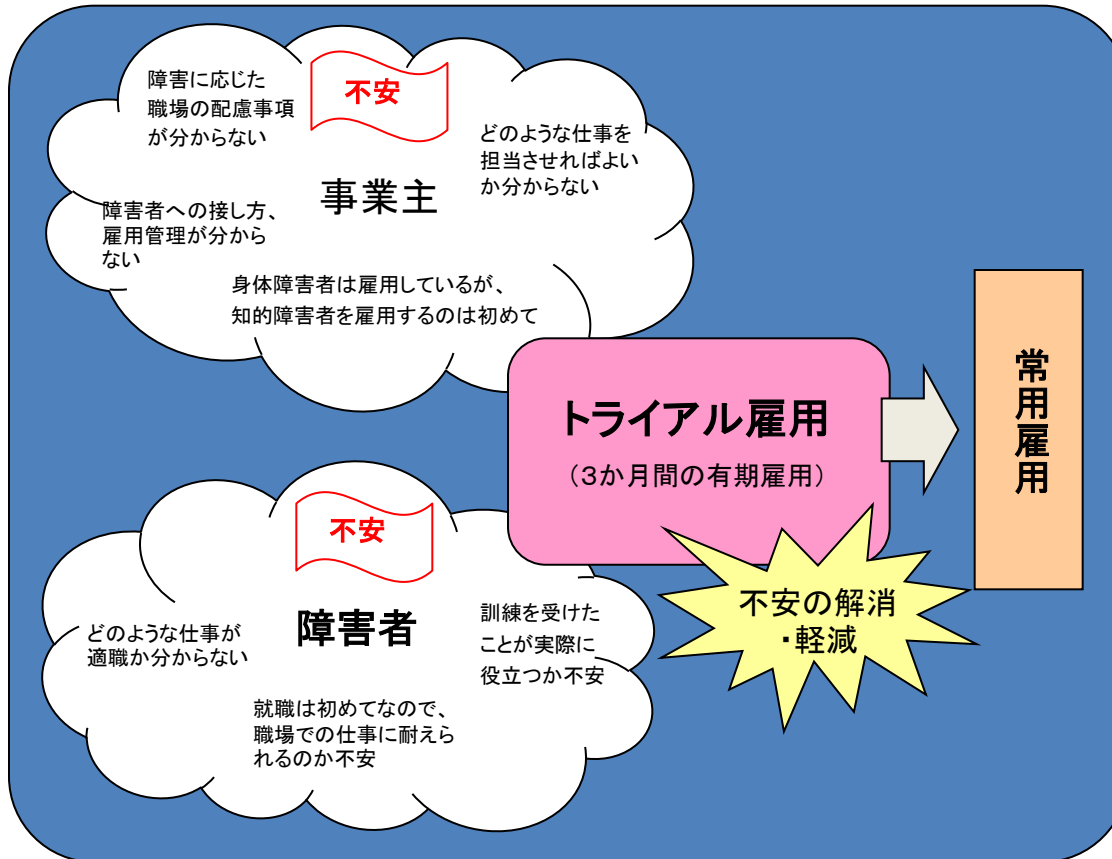 不安
障害に応じた
職場の配慮事項
が分からない
どのような仕事を
担当させればよい
か分からない
事業主
障害者への接し方、
雇用管理が分から
ない
身体障害者は雇用しているが、
知的障害者を雇用するのは初めて
トライアル雇用
（３か月間の有期雇用）
常用雇用
不安の解消
・軽減
不安
障害者
どのような仕事が
適職か分からない
訓練を受けた
ことが実際に
役立つか不安
就職は初めてなので、
職場での仕事に耐えら
れるのか不安